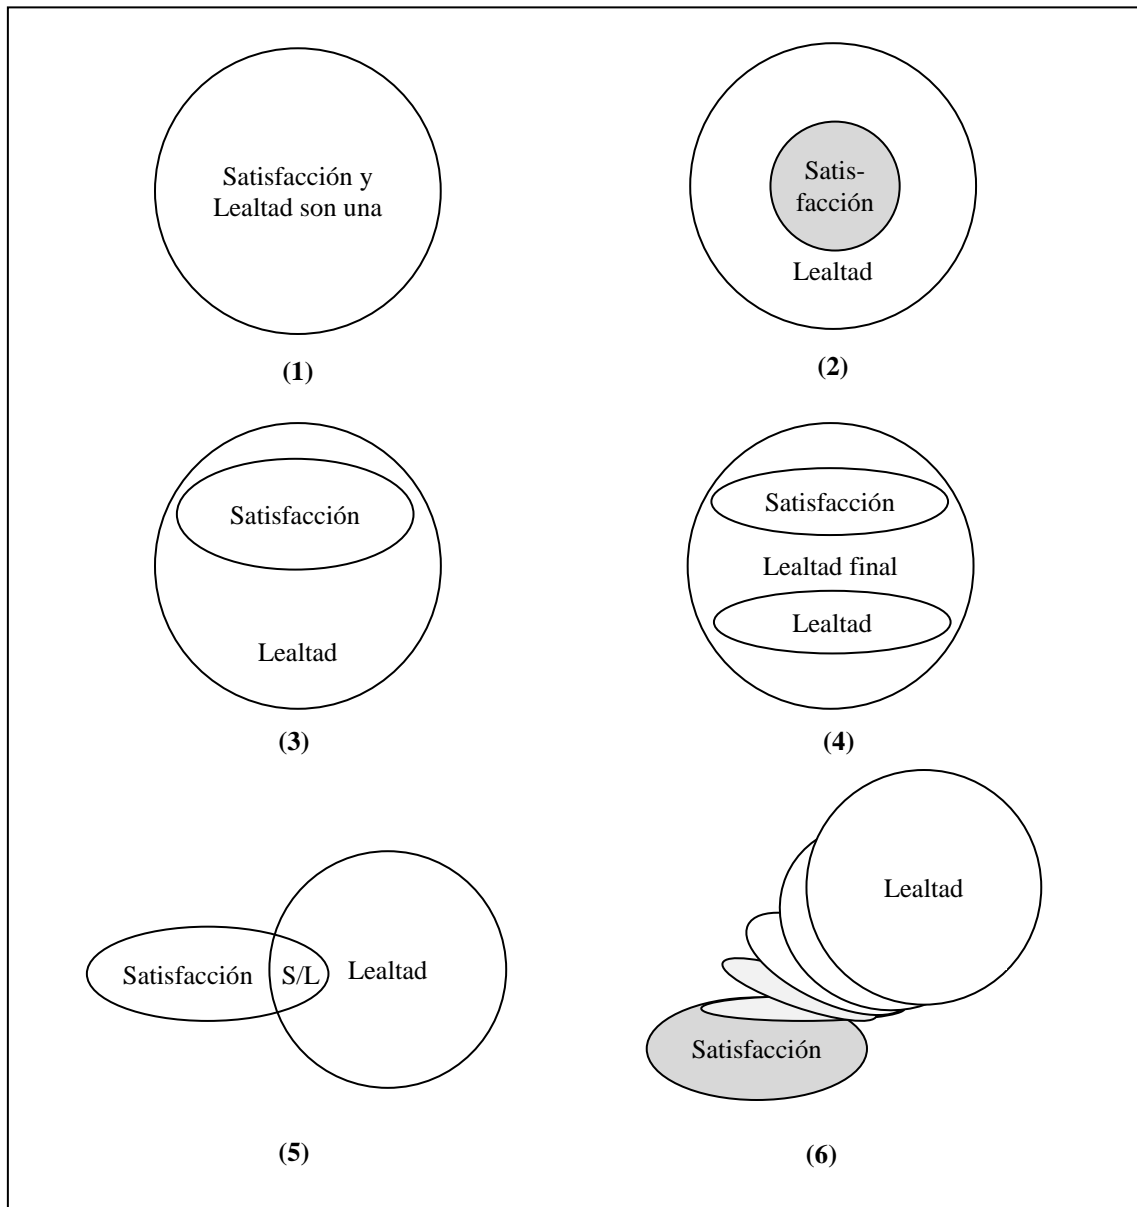 Satisfacción y
Lealtad son una
(1)
Satis-
facción
Lealtad
(2)
Satisfacción
Lealtad
(3)
Satisfacción
Lealtad final
Lealtad
(4)
Satisfacción
S/L
Lealtad
(5)
Lealtad
Satisfacción
(6)